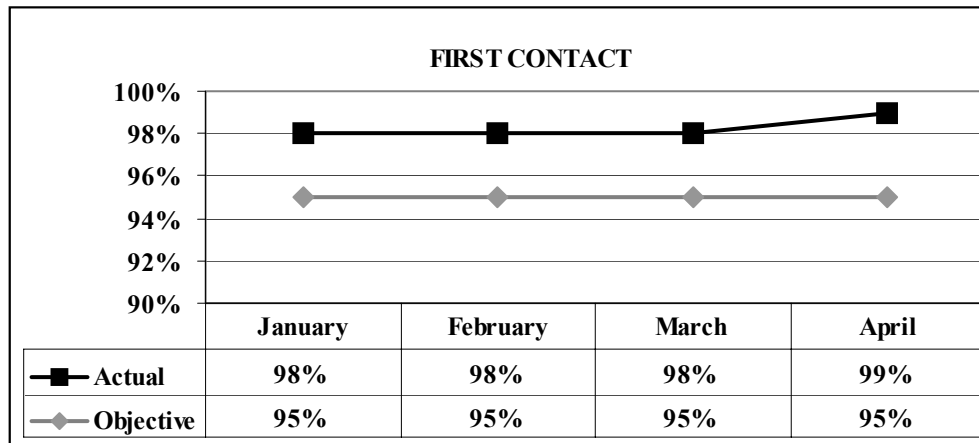 FIRST CONTACT
100%
98%
96%
94%
92%
90%
January February March April
Actual 98% 98% 98% 99%
Objective 95% 95% 95% 95%